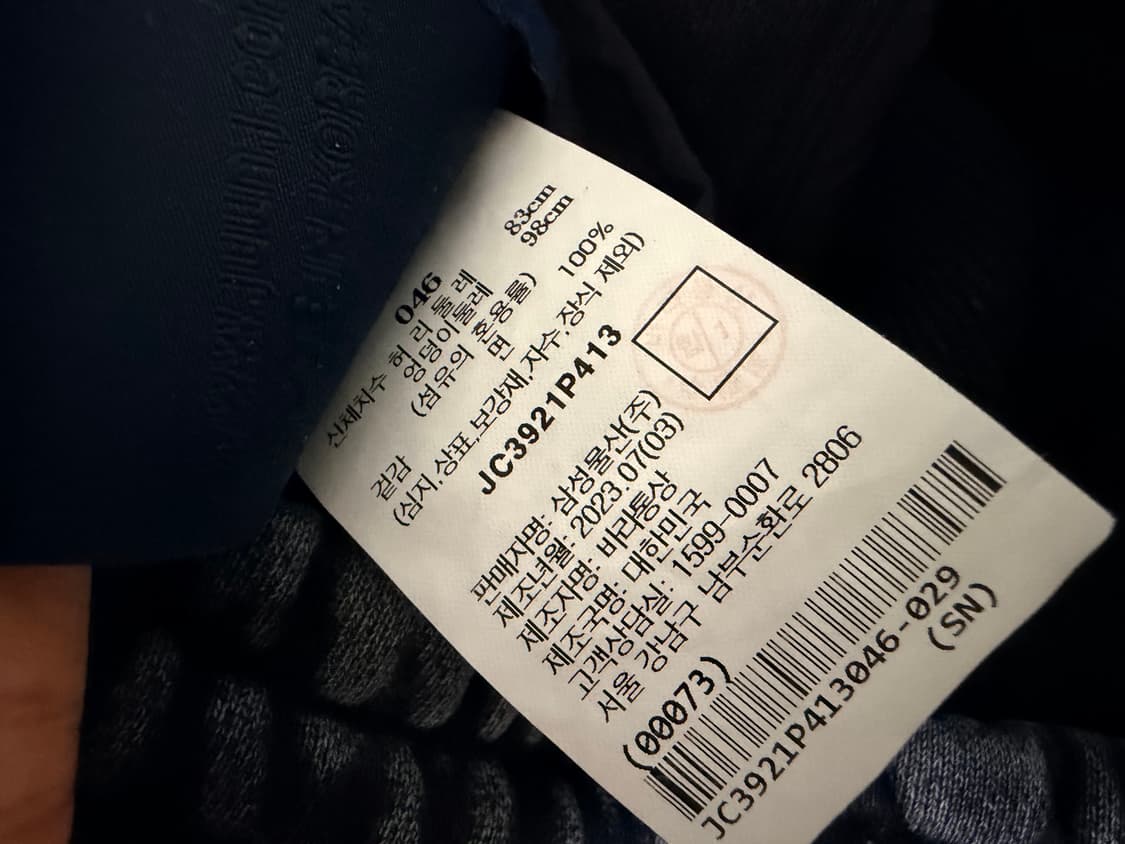 046
신체치수 허 리 둘 레 83cm
엉덩이둘레 98cm
(섬유의 혼용률)
겉감 면 100%
(심지,상표,보강재,자수,장식 제외)
JC3921P413
판매자명: 삼성물산(주)
제조년월: 2023.07(03)
제조자명: 바리통상
제조국명: 대한민국
고객상담실: 1599-0007
서울 강남구 남부순환로 2806
(00073)
JC3921P413046-029
(SN)